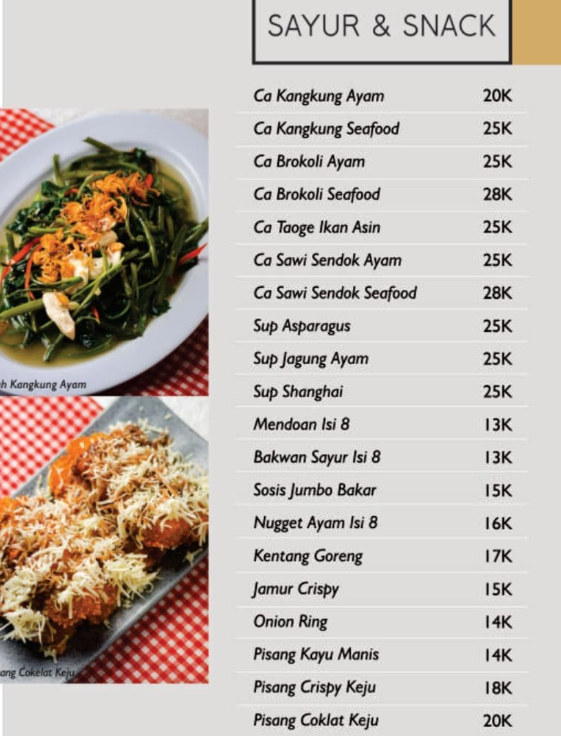 SAYUR & SNACK
Ca Kangkung Ayam 20K
Ca Kangkung Seafood 25K
Ca Brokoli Ayam 25K
Ca Brokoli Seafood 28K
Ca Taoge Ikan Asin 25K
Ca Sawi Sendok Ayam 25K
Ca Sawi Sendok Seafood 28K
Sup Asparagus 25K
Sup Jagung Ayam 25K
Sup Shanghai 25K
Mendoan Isi 8 13K
Bakwan Sayur Isi 8 13K
Sosis Jumbo Bakar 15K
Nugget Ayam Isi 8 16K
Kentang Goreng 17K
Jamur Crispy 15K
Onion Ring 14K
Pisang Kayu Manis 14K
Pisang Crispy Keju 18K
Pisang Coklat Keju 20K
Kangkung Ayam
Cokelat Keju